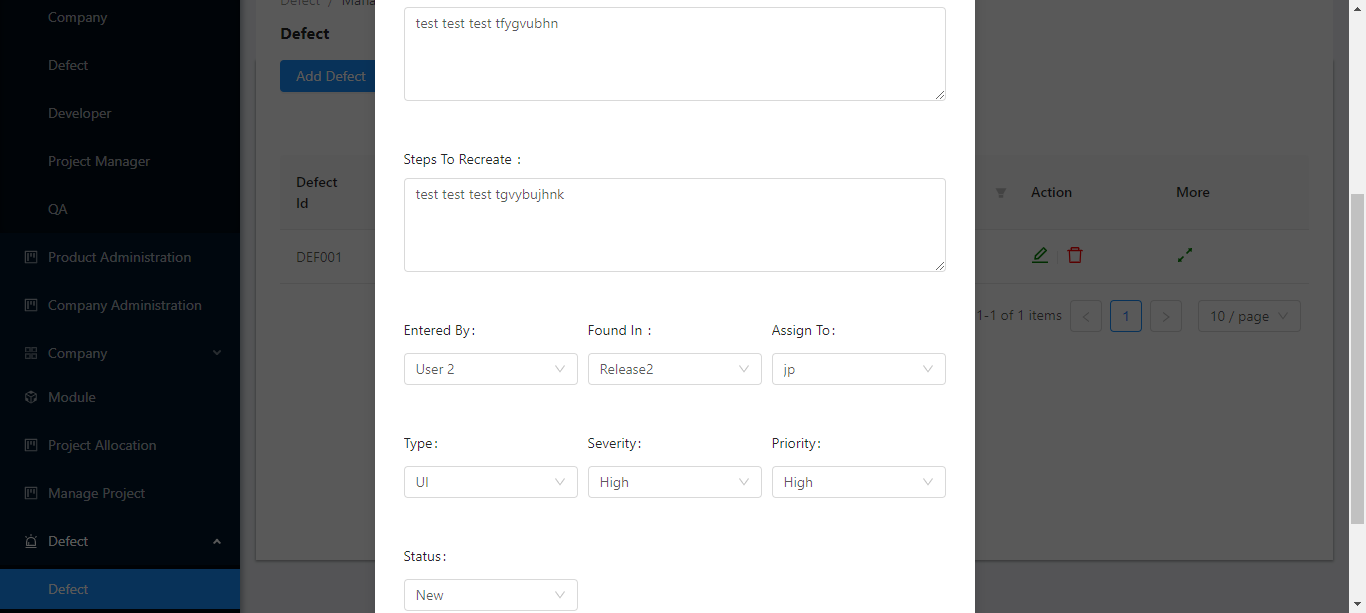 Company
Defect
Developer
Project Manager
QA
Product Administration
Company Administration
Company
Module
Project Allocation
Manage Project
Defect
Defect
Defect /
Defect
Add Defect
Defect
Id
DEF001
test test test tfygvubhn
Steps To Recreate :
test test test tgvybujhnk
Entered By: Found In : Assign To:
User 2 Release2 jp
Type: Severity: Priority:
UI High High
Status:
New
Action More
1-1 of 1 items < 1 > 10 / page